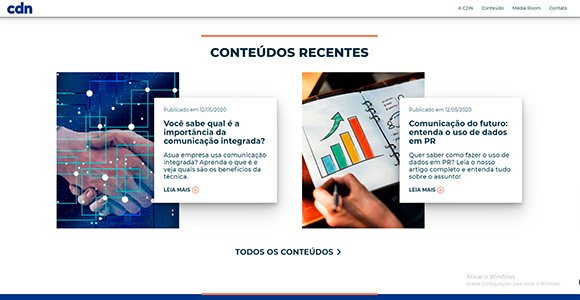 cdn
A CDN Conteúdo Media Room Contato
CONTEÚDOS RECENTES
Publicado em 12/05/2020
Você sabe qual é a
importância da
comunicação integrada?
Asua empresa usa comunicação
integrada? Aprenda o que é e
veja quais são os benefícios da
técnica.
LEIA MAIS
Publicado em 12/05/2020
Comunicação do futuro:
entenda o uso de dados
em PR
Quer saber como fazer o uso de
dados em PR? Leia o nosso
artigo completo e entenda tudo
sobre o assunto!
LEIA MAIS
TODOS OS CONTEÚDOS
Ativar o Windows
Acesse Configurações para ativar o Windows.